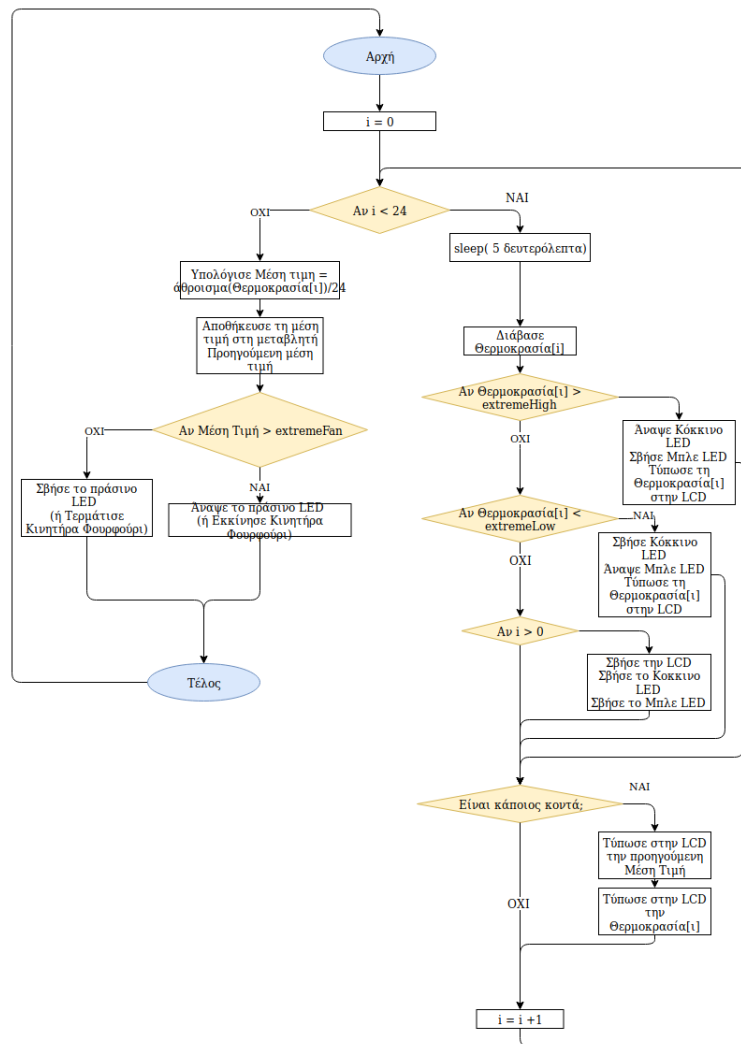 Αρχή
i = 0
Αν i < 24
ΟΧΙ
ΝΑΙ
Υπολόγισε Μέση τιμη =
άθροισμα(Θερμοκρασία[ι])/24
Αποθήκευσε τη μέση
τιμή στη μεταβλητή
Προηγούμενη μέση
τιμή
Αν Μέση Τιμή > extremeFan
ΟΧΙ
ΝΑΙ
Σβήσε το πράσινο
LED
(ή Τερμάτισε
Κινητήρα Φουρφούρι)
Άναψε το πράσινο LED
(ή Εκκίνησε Κινητήρα
Φουρφούρι)
Τέλος
sleep( 5 δευτερόλεπτα)
Διάβασε
Θερμοκρασία[i]
Αν Θερμοκρασία[ι] >
extremeHigh
ΟΧΙ
Άναψε Κόκκινο
LED
Σβήσε Μπλε LED
Τύπωσε τη
Θερμοκρασία[ι]
στην LCD
Αν Θερμοκρασία[ι] <
extremeLow
ΝΑΙ
ΟΧΙ
Σβήσε Κόκκινο
LED
Άναψε Μπλε LED
Τύπωσε τη
Θερμοκρασία[ι]
στην LCD
Αν i > 0
Σβήσε την LCD
Σβήσε το Κοκκινο
LED
Σβήσε το Μπλε LED
Είναι κάποιος κοντά;
ΝΑΙ
ΟΧΙ
Τύπωσε στην LCD
την προηγούμενη
Μέση Τιμή
Τύπωσε στην LCD
την
Θερμοκρασία[ι]
i = i +1